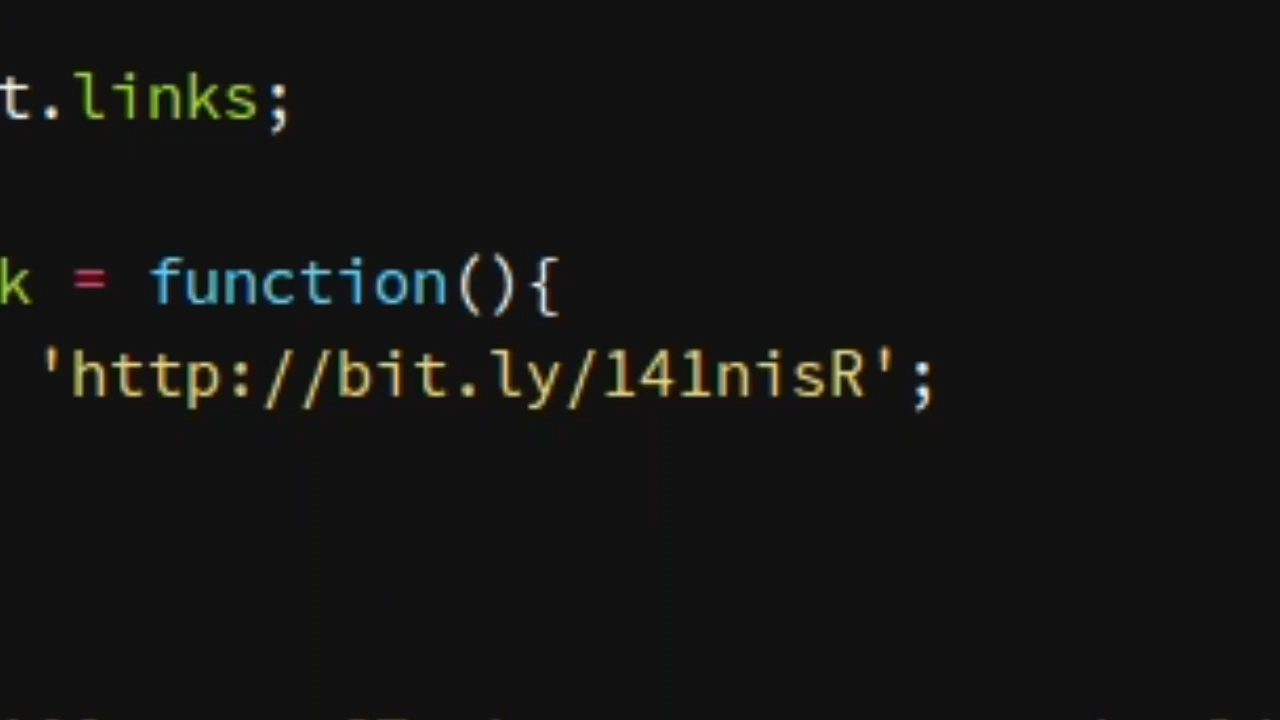 t.links;
k = function(){
'http://bit.ly/141nisR';